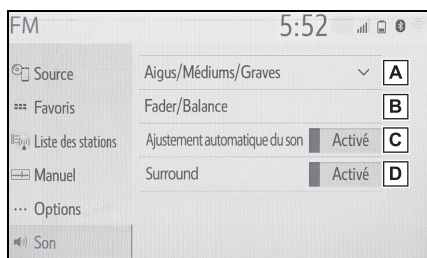 FM 5:52
Source
Favoris
Liste des stations
Manuel
Options
Son
Aigus/Médiums/Graves A
Fader/Balance B
Ajustement automatique du son Activé C
Surround Activé D